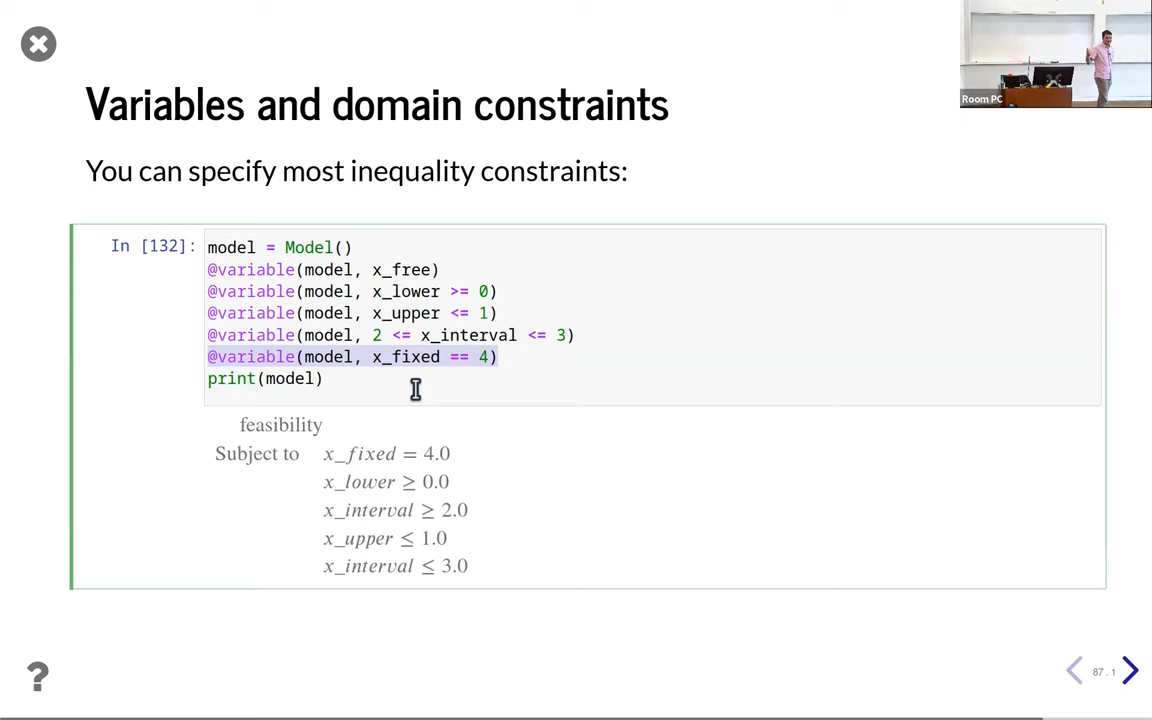 Room PC
Variables and domain constraints
You can specify most inequality constraints:
In [132]:
model = Model()
@variable(model, x_free)
@variable(model, x_lower >= 0)
@variable(model, x_upper <= 1)
@variable(model, 2 <= x_interval <= 3)
@variable(model, x_fixed == 4)
print(model)
feasibility
Subject to x_fixed = 4.0
x_lower ≥ 0.0
x_interval ≥ 2.0
x_upper ≤ 1.0
x_interval ≤ 3.0
?
87.1